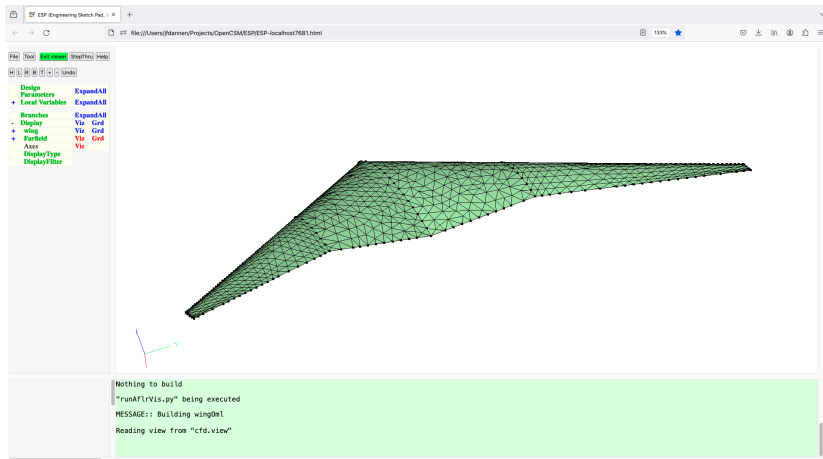 ESP (Engineering Sketch Pad, V
file:///Users/jfdannen/Projects/OpenCSM/ESP/ESP-localhost7681.html
133%
File Tool Exit viewer StepThru Help
H L R B T + - Undo
Design Parameters ExpandAll
+ Local Variables ExpandAll
Branches ExpandAll
- Display Viz Grd
+ wing Viz Grd
+ Farfield Viz Grd
Axes Viz
DisplayType
DisplayFilter
Nothing to build
"runAflrVis.py" being executed
MESSAGE:: Building wingOml
Reading view from "cfd.view"